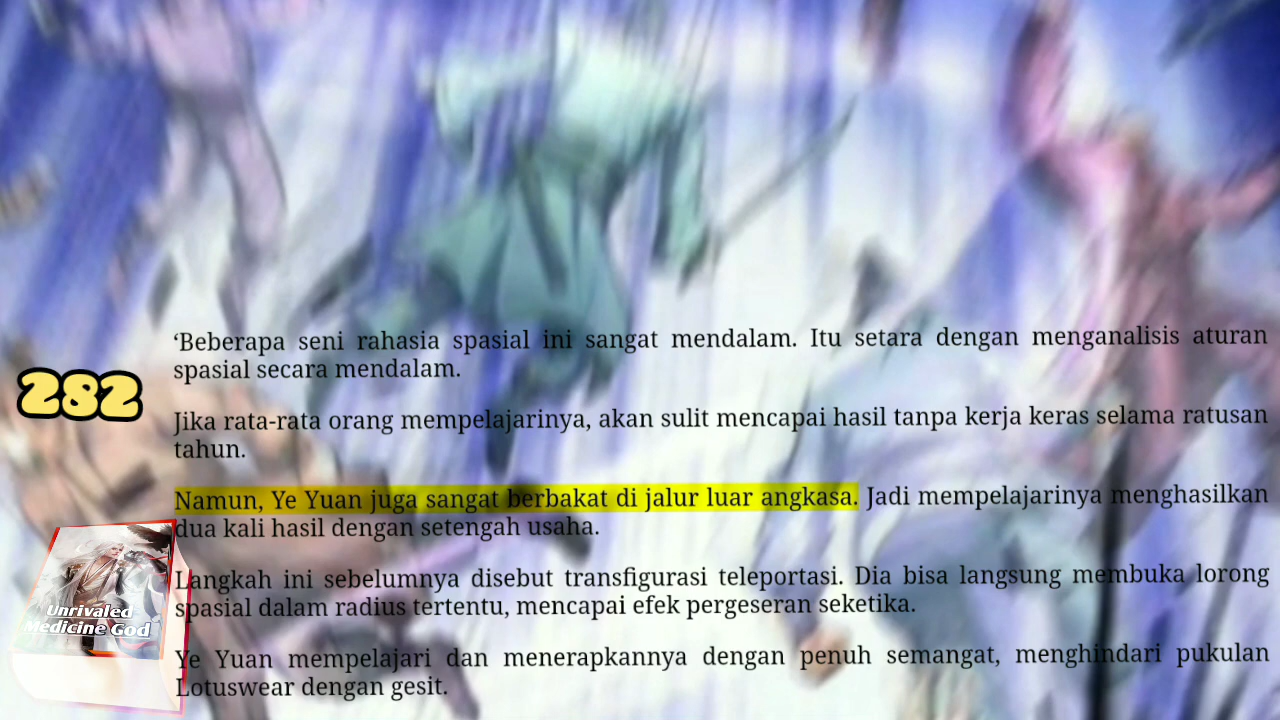 ‘Beberapa seni rahasia spasial ini sangat mendalam. Itu setara dengan menganalisis aturan
spasial secara mendalam.
282
Jika rata-rata orang mempelajarinya, akan sulit mencapai hasil tanpa kerja keras selama ratusan
tahun.
Namun, Ye Yuan juga sangat berbakat di jalur luar angkasa. Jadi mempelajarinya menghasilkan
dua kali hasil dengan setengah usaha.
Langkah ini sebelumnya disebut transfigurasi teleportasi. Dia bisa langsung membuka lorong
spasial dalam radius tertentu, mencapai efek pergeseran seketika.
Unrivaled
Medicine God
Ye Yuan mempelajari dan menerapkannya dengan penuh semangat, menghindari pukulan
Lotuswear dengan gesit.